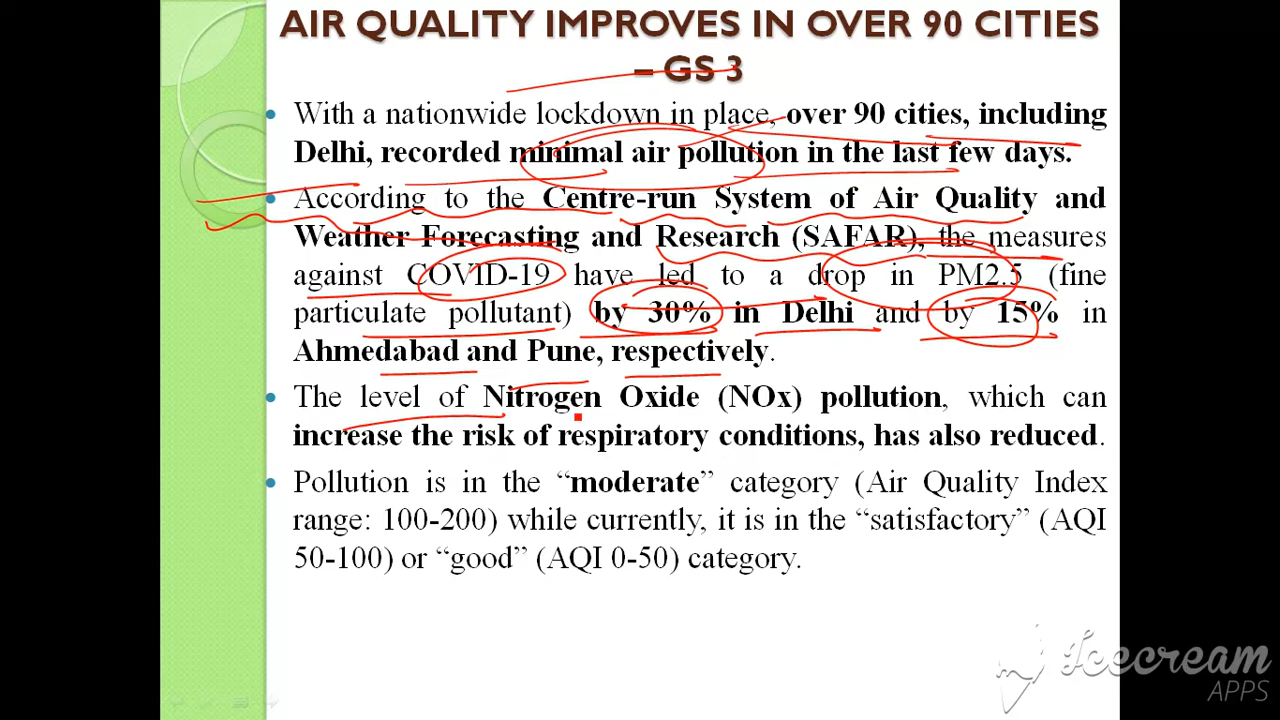 AIR QUALITY IMPROVES IN OVER 90 CITIES
– GS 3
With a nationwide lockdown in place, over 90 cities, including
Delhi, recorded minimal air pollution in the last few days.
According to the Centre-run System of Air Quality and
Weather Forecasting and Research (SAFAR), the measures
against COVID-19 have led to a drop in PM2.5 (fine
particulate pollutant) by 30% in Delhi and by 15% in
Ahmedabad and Pune, respectively.
The level of Nitrogen Oxide (NOx) pollution, which can
increase the risk of respiratory conditions, has also reduced.
Pollution is in the “moderate” category (Air Quality Index
range: 100-200) while currently, it is in the “satisfactory” (AQI
50-100) or “good” (AQI 0-50) category.
Icecream
APPS